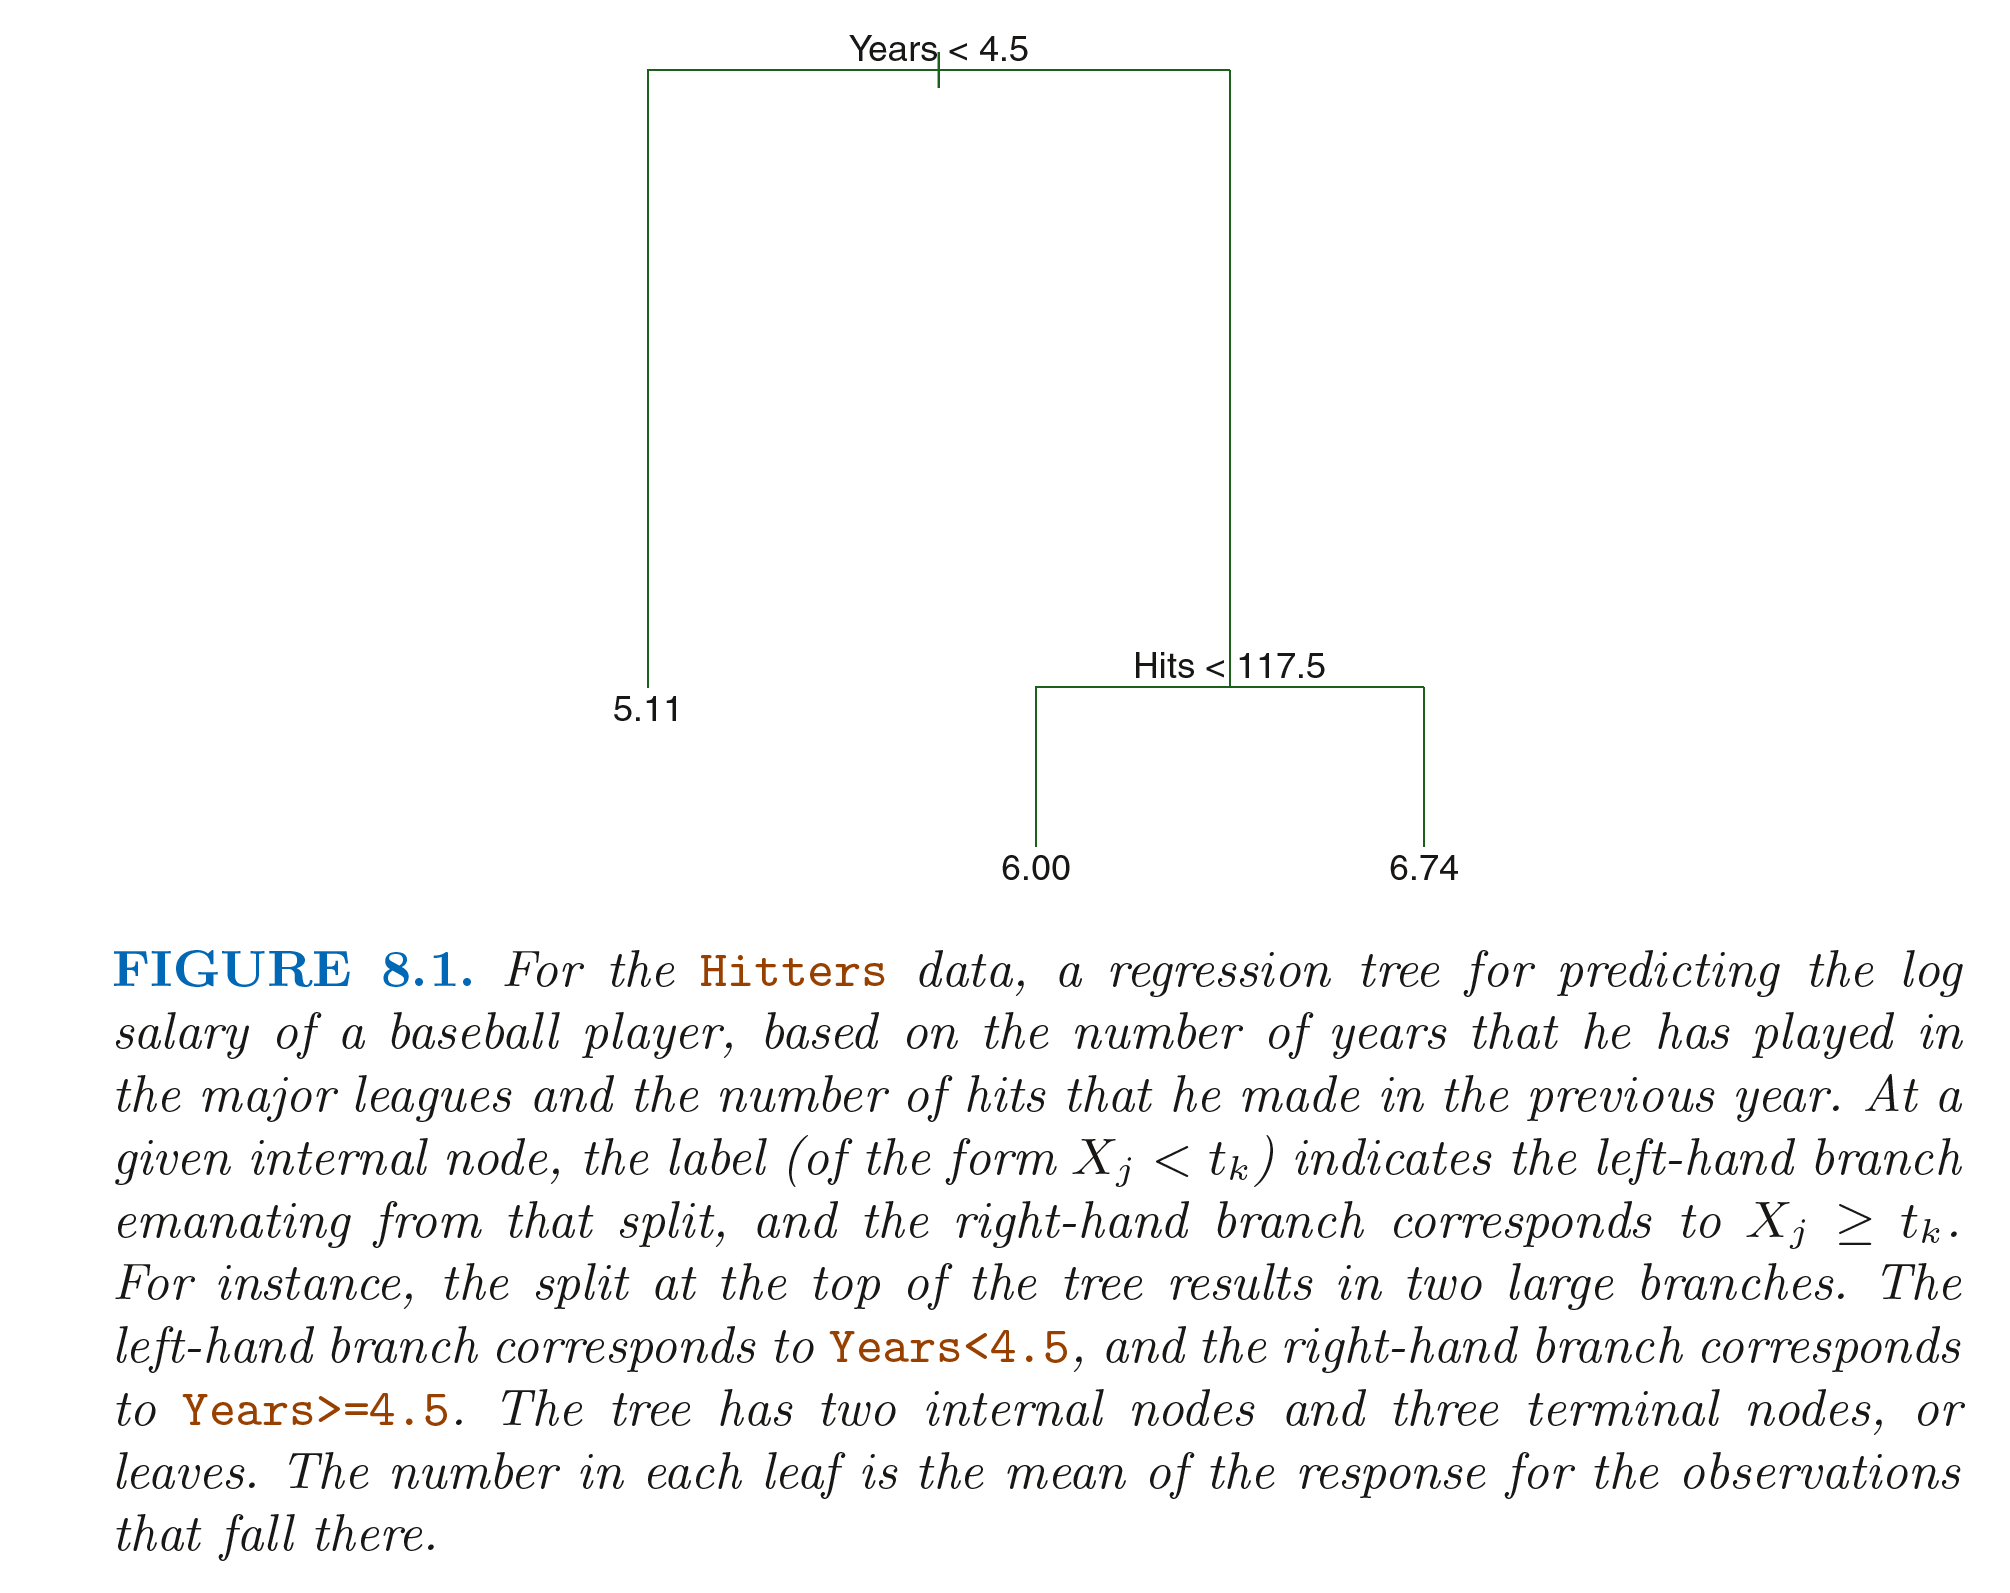 Years < 4.5
Hits < 117.5
5.11
6.00 6.74
FIGURE 8.1. For the Hitters data, a regression tree for predicting the log
salary of a baseball player, based on the number of years that he has played in
the major leagues and the number of hits that he made in the previous year. At a
given internal node, the label (of the form Xj < tk) indicates the left-hand branch
emanating from that split, and the right-hand branch corresponds to Xj ≥ tk.
For instance, the split at the top of the tree results in two large branches. The
left-hand branch corresponds to Years<4.5, and the right-hand branch corresponds
to Years>=4.5. The tree has two internal nodes and three terminal nodes, or
leaves. The number in each leaf is the mean of the response for the observations
that fall there.